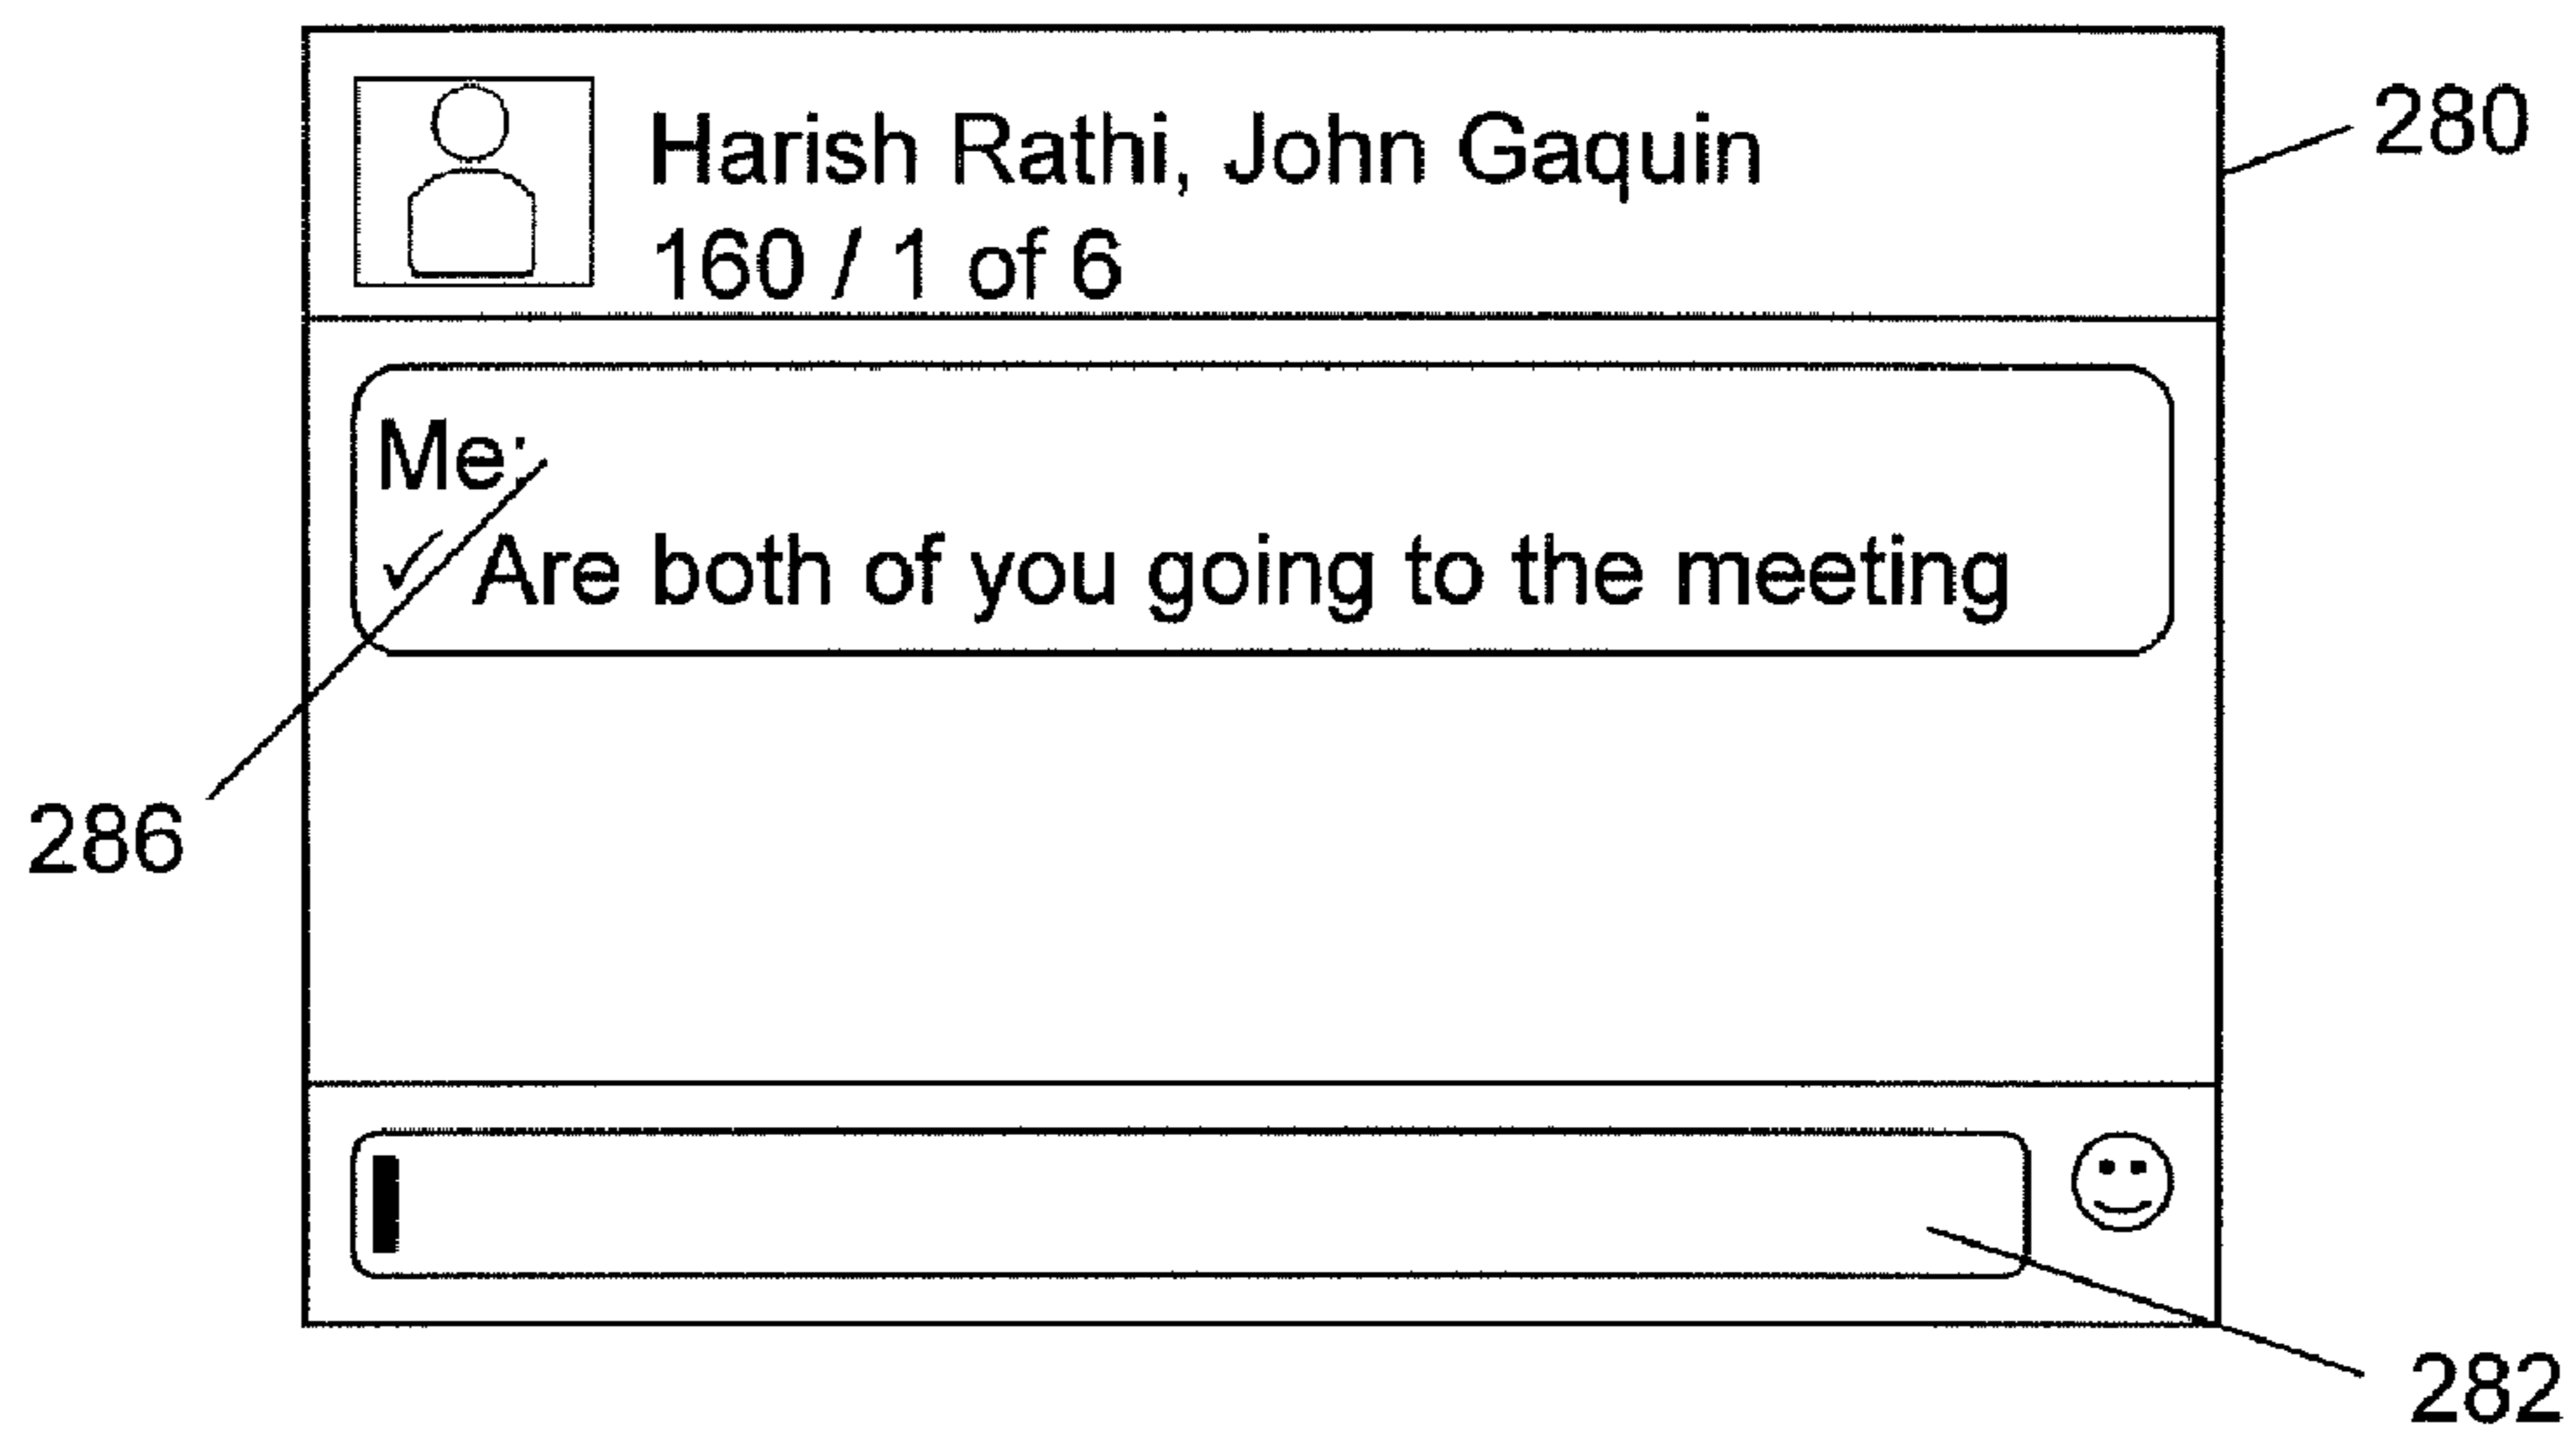 Harish Rathi, John Gaquin
280
160 / 1 of 6
Me:
✓ Are both of you going to the meeting
286
282